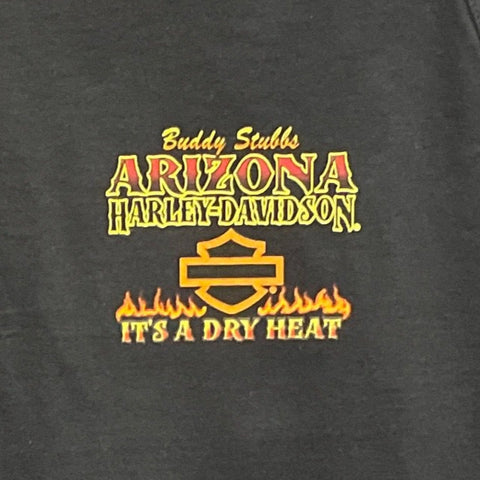 Buddy Stubbs
ARIZONA
HARLEY-DAVIDSON®
IT'S A DRY HEAT